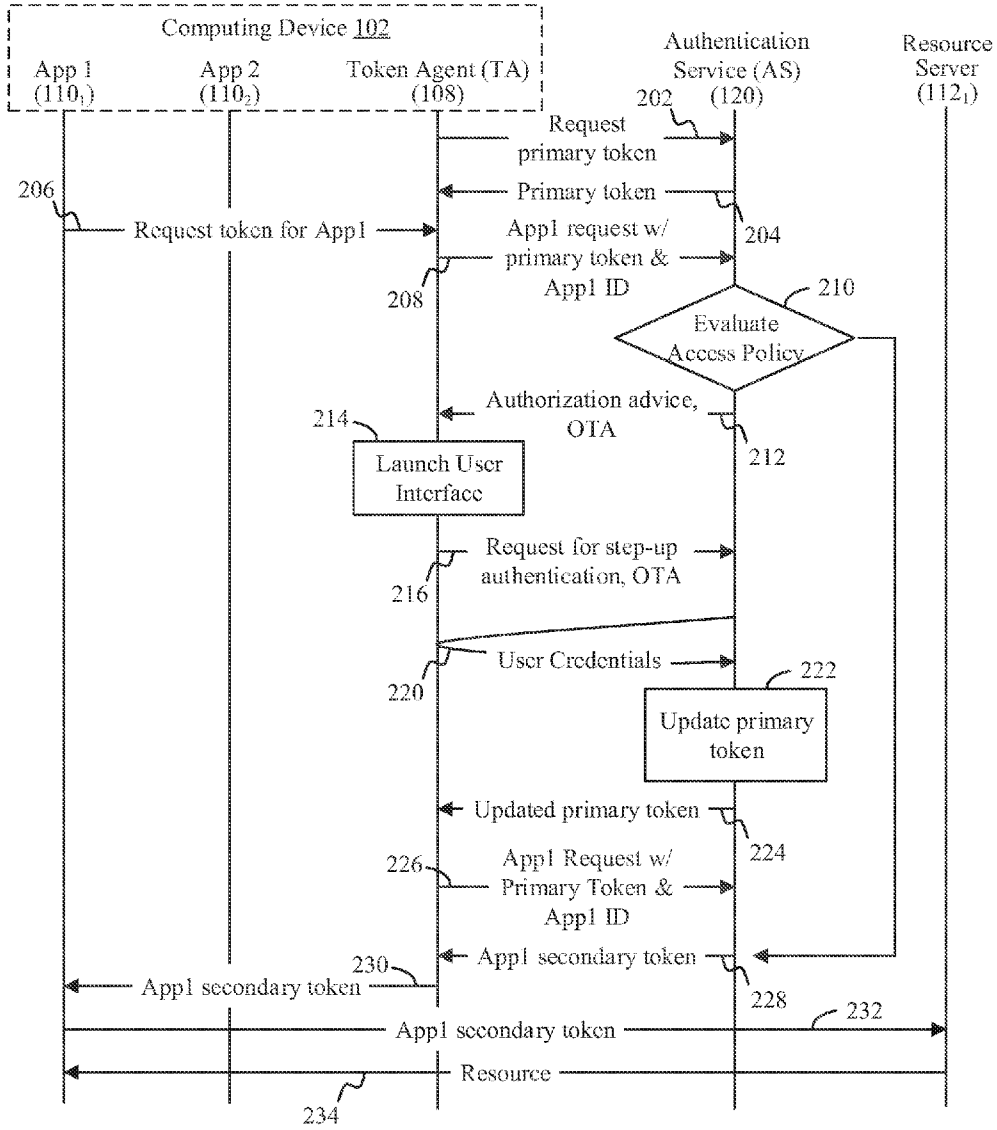 Computing Device 102
App 1
(110₁)
App 2
(110₂)
Token Agent (TA)
(108)
Authentication
Service (AS)
(120)
Resource
Server
(112₁)
202
Request
primary token
Primary token
204
206
Request token for App1
App1 request w/
primary token &
App1 ID
208
210
Evaluate
Access Policy
Authorization advice,
OTA
212
214
Launch User
Interface
Request for step-up
authentication, OTA
216
User Credentials
220
222
Update primary
token
Updated primary token
224
226
App1 Request w/
Primary Token &
App1 ID
App1 secondary token
228
230
App1 secondary token
232
App1 secondary token
Resource
234